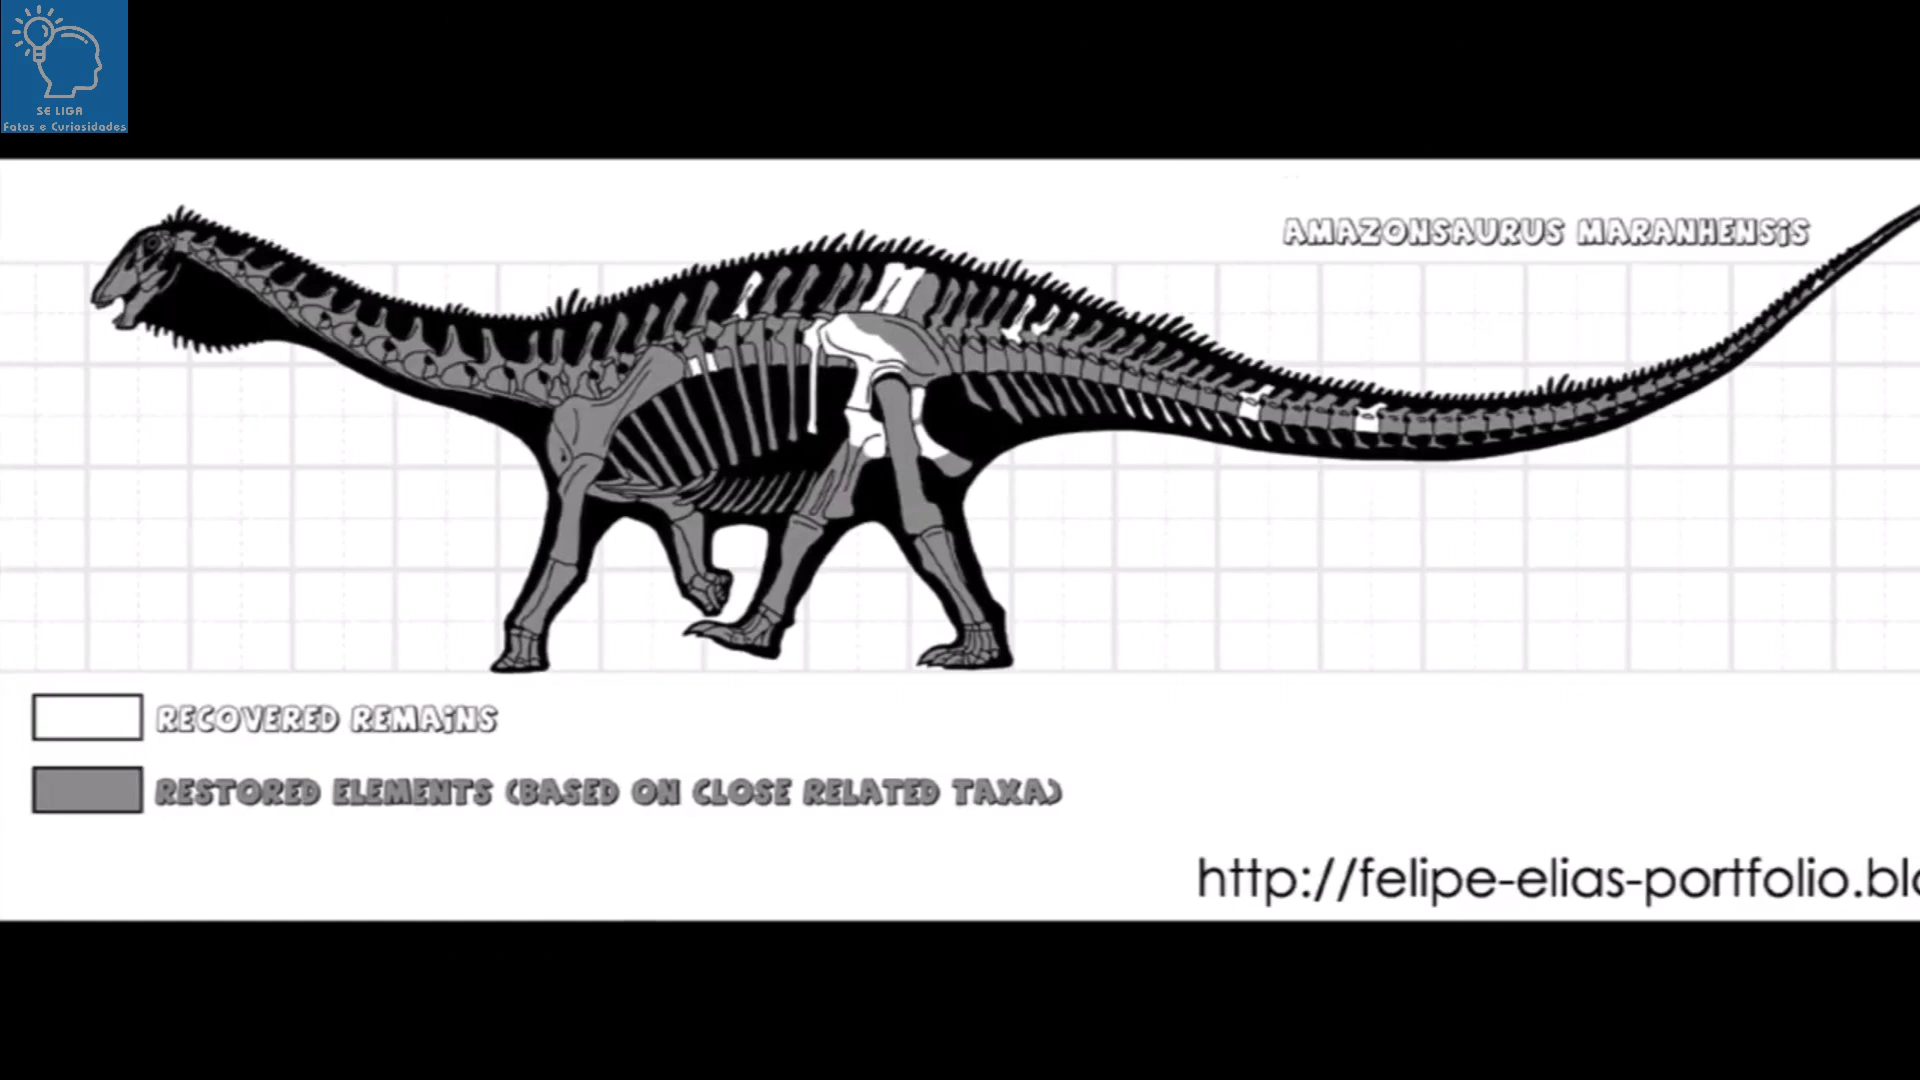 SE LIGA
Fatos e Curiosidades
AMAZONSAURUS MARANHENSIS
RECOVERED REMAINS
RESTORED ELEMENTS (BASED ON CLOSE RELATED TAXA)
http://felipe-elias-portfolio.blo